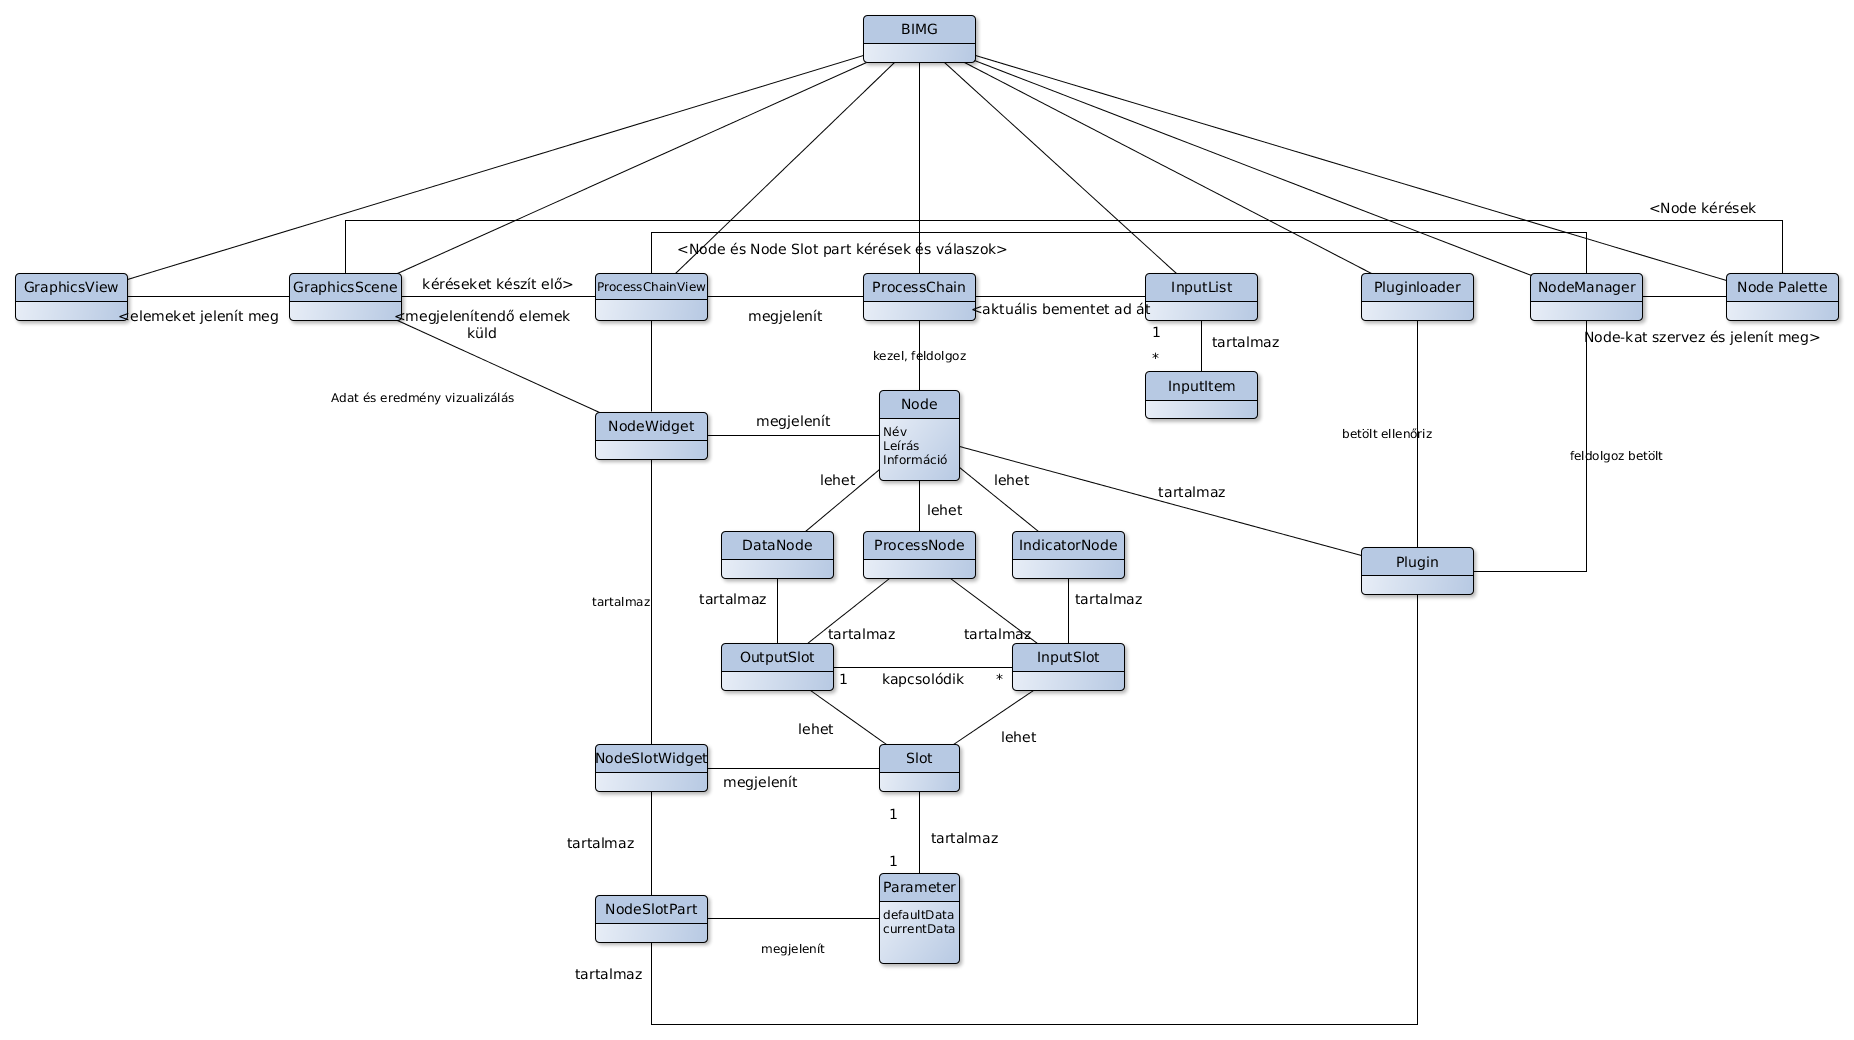 BIMG
<Node kérések
<Node és Node Slot part kérések és válaszok>
GraphicsView
GraphicsScene
kéréseket készít elő>
ProcessChainView
ProcessChain
InputList
Pluginloader
NodeManager
Node Palette
<elemeket jelenít meg
<megjelenítendő elemek
küld
megjelenít
<aktuális bementet ad át
1
*
tartalmaz
Node-kat szervez és jelenít meg>
kezel, feldolgoz
InputItem
Adat és eredmény vizualizálás
NodeWidget
megjelenít
Node
Név
Leírás
Információ
betölt ellenőriz
feldolgoz betölt
lehet
lehet
lehet
tartalmaz
DataNode
ProcessNode
IndicatorNode
Plugin
tartalmaz
tartalmaz
tartalmaz
tartalmaz
tartalmaz
OutputSlot
InputSlot
1
kapcsolódik
*
lehet
lehet
NodeSlotWidget
megjelenít
Slot
1
tartalmaz
1
tartalmaz
Parameter
defaultData
currentData
NodeSlotPart
megjelenít
tartalmaz